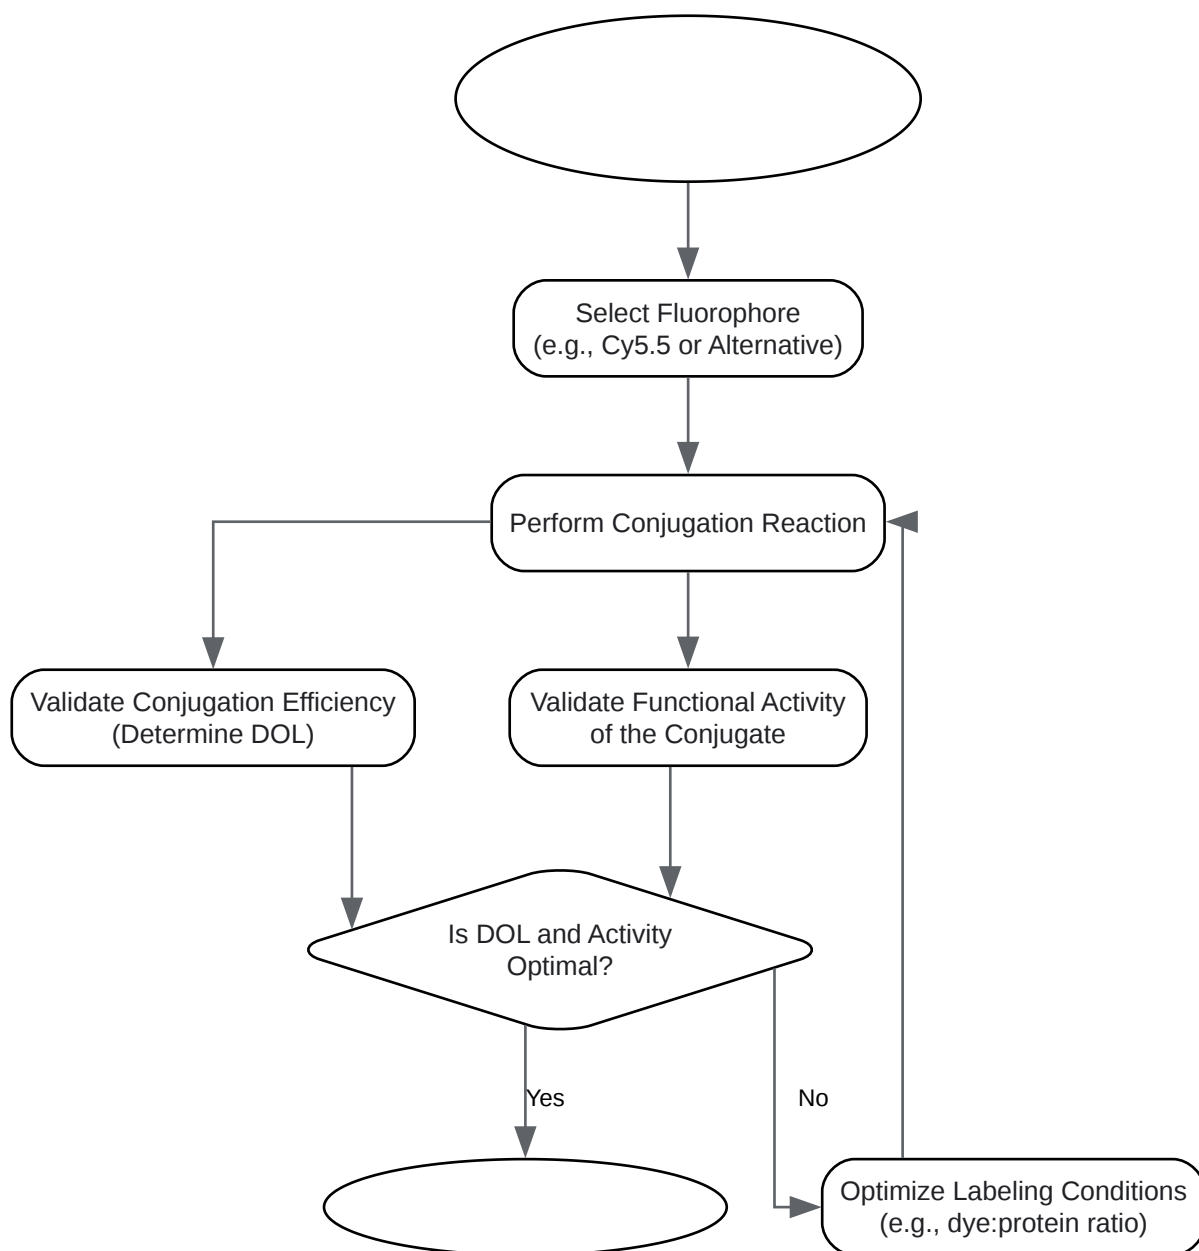 Select Fluorophore
(e.g., Cy5.5 or Alternative)
Perform Conjugation Reaction
Validate Conjugation Efficiency
(Determine DOL)
Validate Functional Activity
of the Conjugate
Is DOL and Activity
Optimal?
Yes
No
Optimize Labeling Conditions
(e.g., dye:protein ratio)